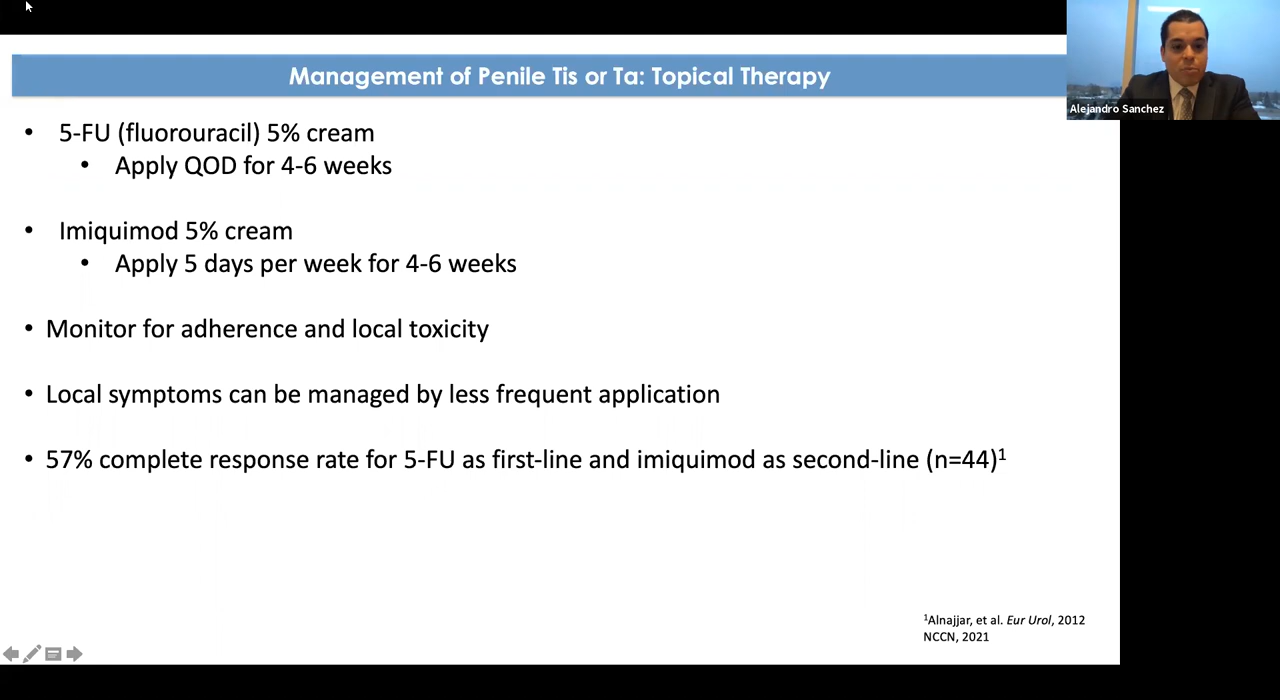 Management of Penile Tis or Ta: Topical Therapy
Alejandro Sanchez
• 5-FU (fluorouracil) 5% cream
• Apply QOD for 4-6 weeks
• Imiquimod 5% cream
• Apply 5 days per week for 4-6 weeks
• Monitor for adherence and local toxicity
• Local symptoms can be managed by less frequent application
• 57% complete response rate for 5-FU as first-line and imiquimod as second-line (n=44)¹
¹Alnajjar, et al. Eur Urol, 2012
NCCN, 2021